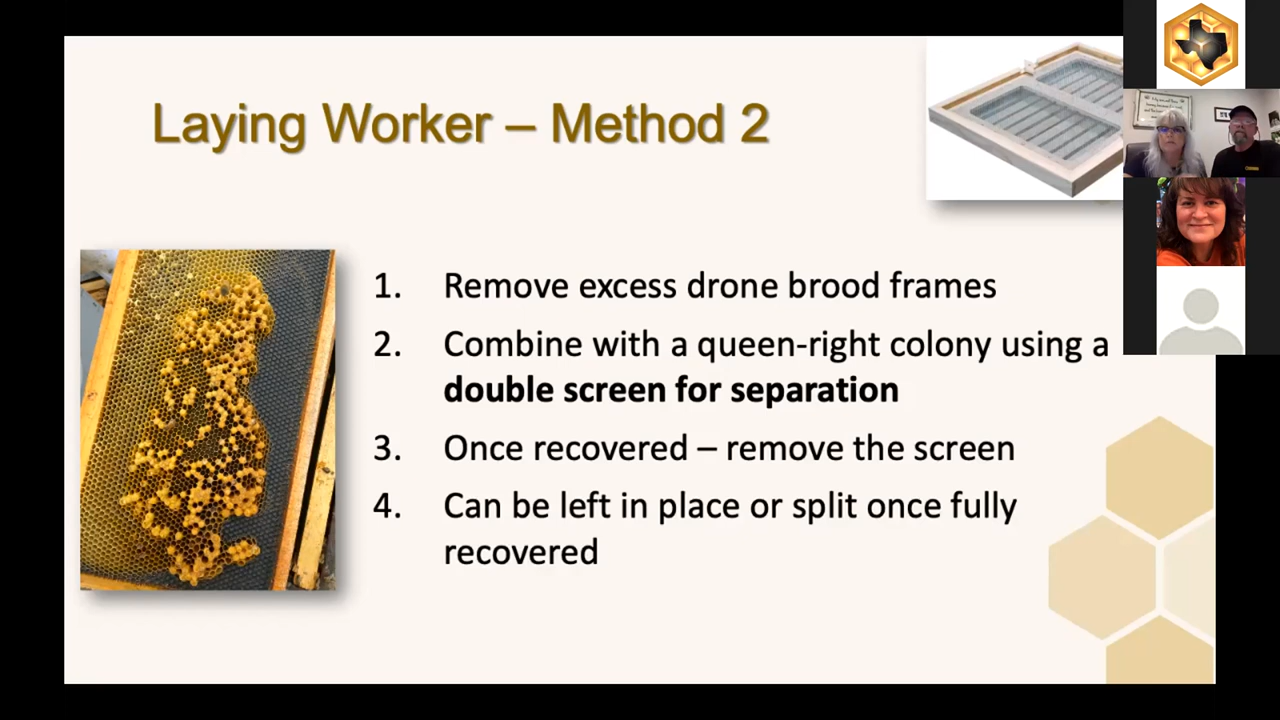 Laying Worker – Method 2
1. Remove excess drone brood frames
2. Combine with a queen-right colony using a
double screen for separation
3. Once recovered – remove the screen
4. Can be left in place or split once fully
recovered